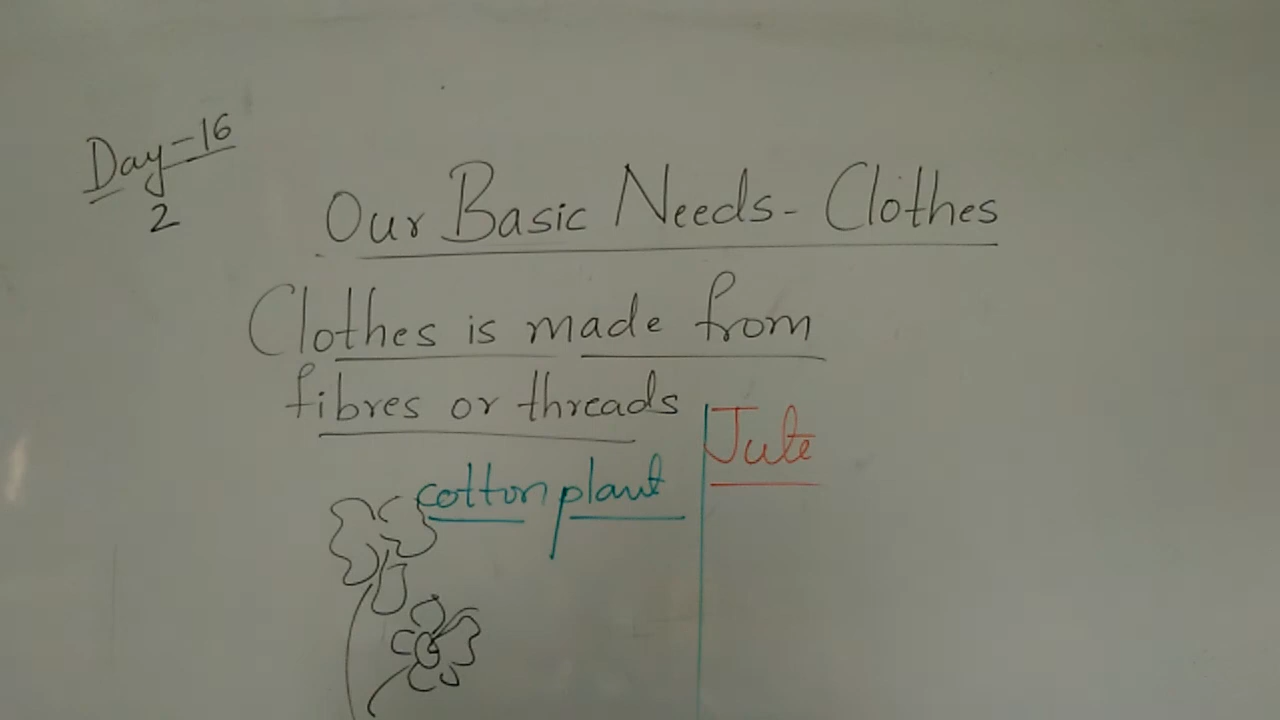 Day-16
2
Our Basic Needs - Clothes
Clothes is made from
fibres or threads
cotton plant
Jute